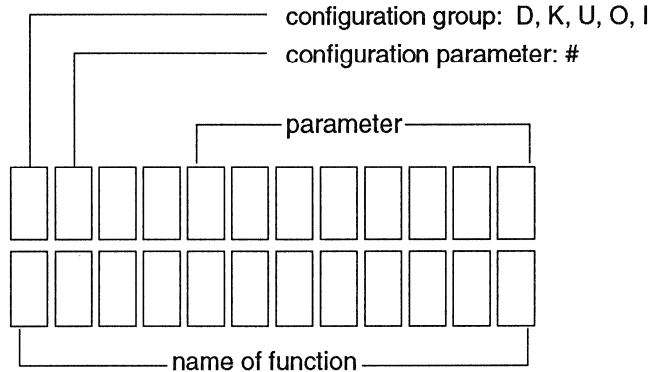 configuration group: D, K, U, O, I
configuration parameter: #
parameter
name of function